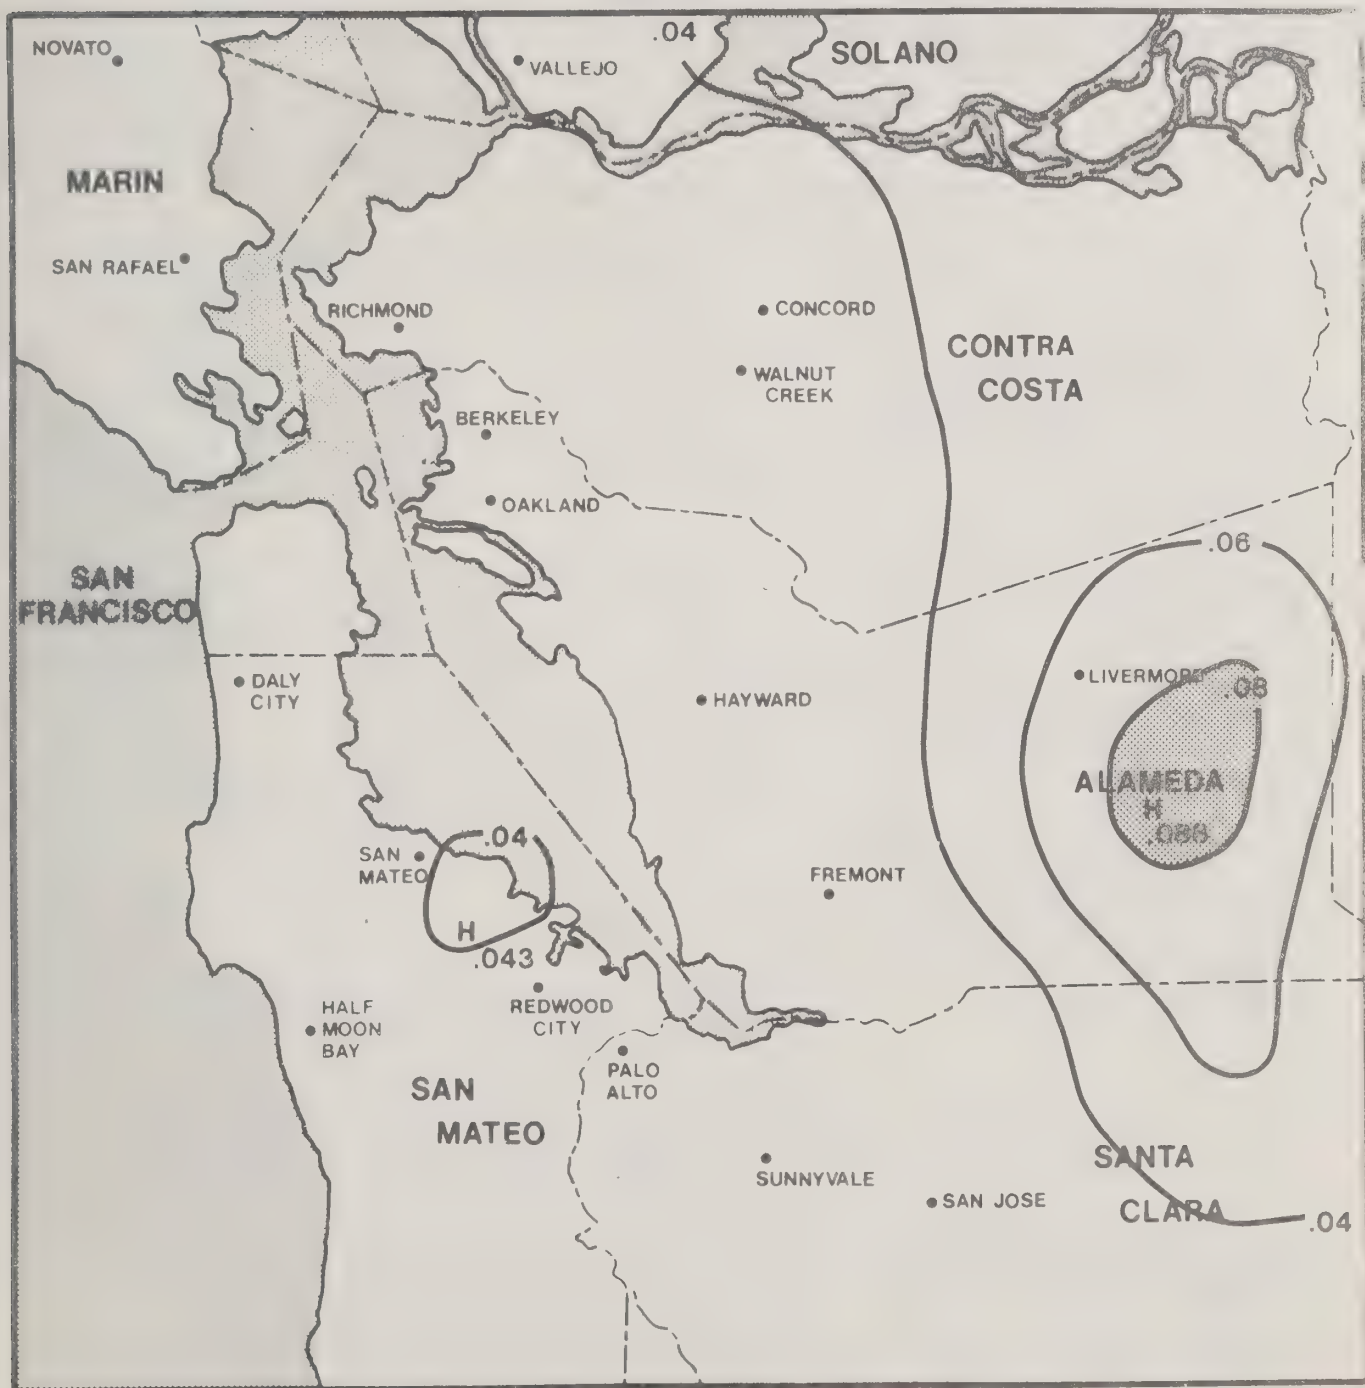 .04
NOVATO
VALLEJO
SOLANO
MARIN
SAN RAFAEL
RICHMOND
CONCORD
CONTRA
COSTA
WALNUT
CREEK
BERKELEY
OAKLAND
.06
SAN
FRANCISCO
LIVERMORE
.08
DALY
CITY
HAYWARD
ALAMEDA
H
.04
SAN
MATEO
FREMONT
H
.043
REDWOOD
CITY
HALF
MOON
BAY
PALO
ALTO
SAN
MATEO
SANTA
CLARA
SUNNYVALE
SAN JOSE
.04